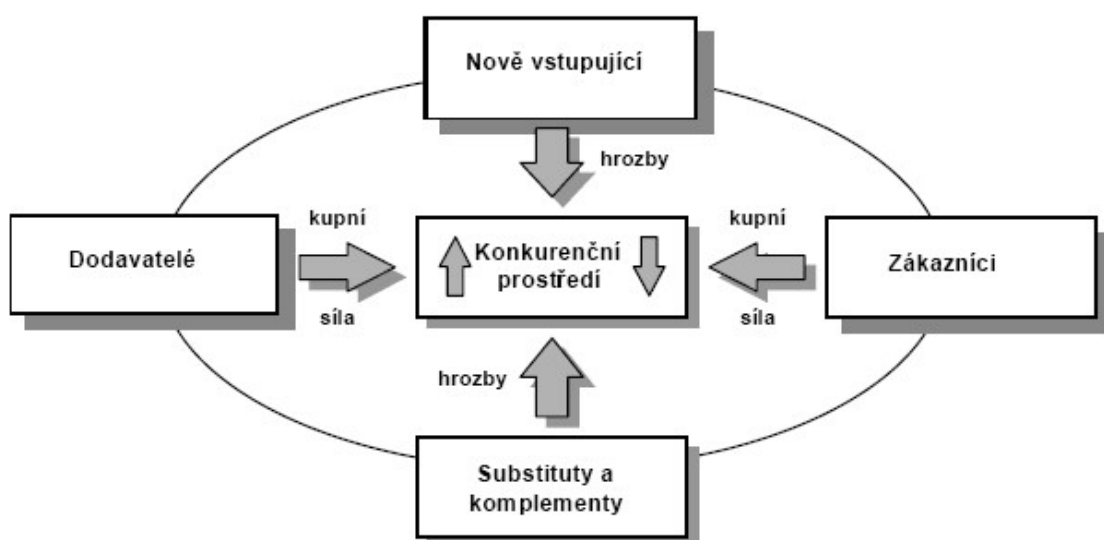 Nově vstupující
hrozby
kupní
kupní
Dodavatelé
Konkurenční
prostředí
Zákazníci
síla
síla
hrozby
Substituty a
komplementy